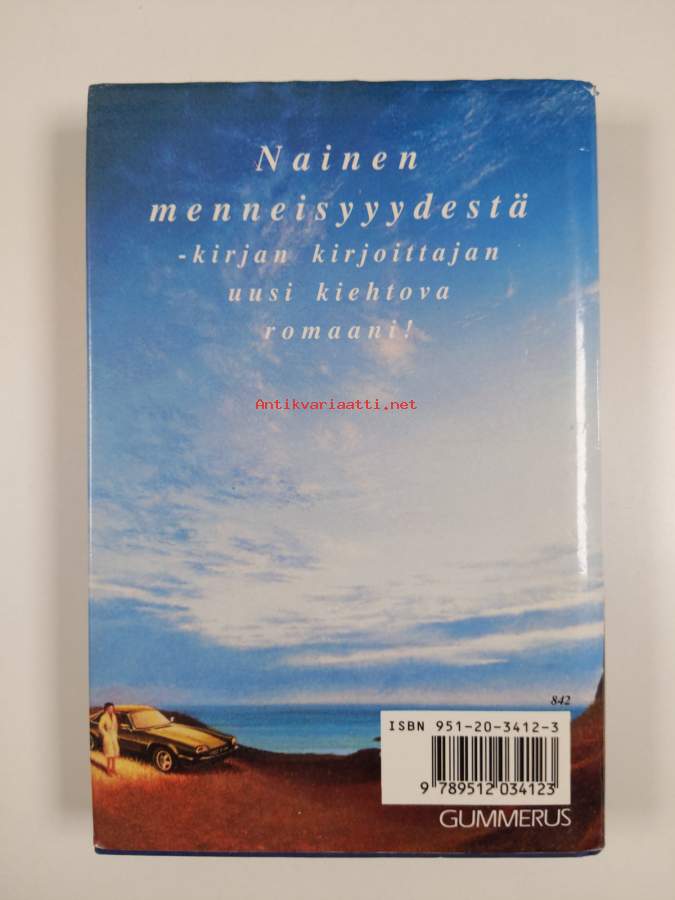 Nainen
menneisyyydestä
-kirjan kirjoittajan
uusi kiehtova
romaani!
Antikvariaatti.net
842
ISBN 951-20-3412-3
9 789512 034123
GUMMERUS